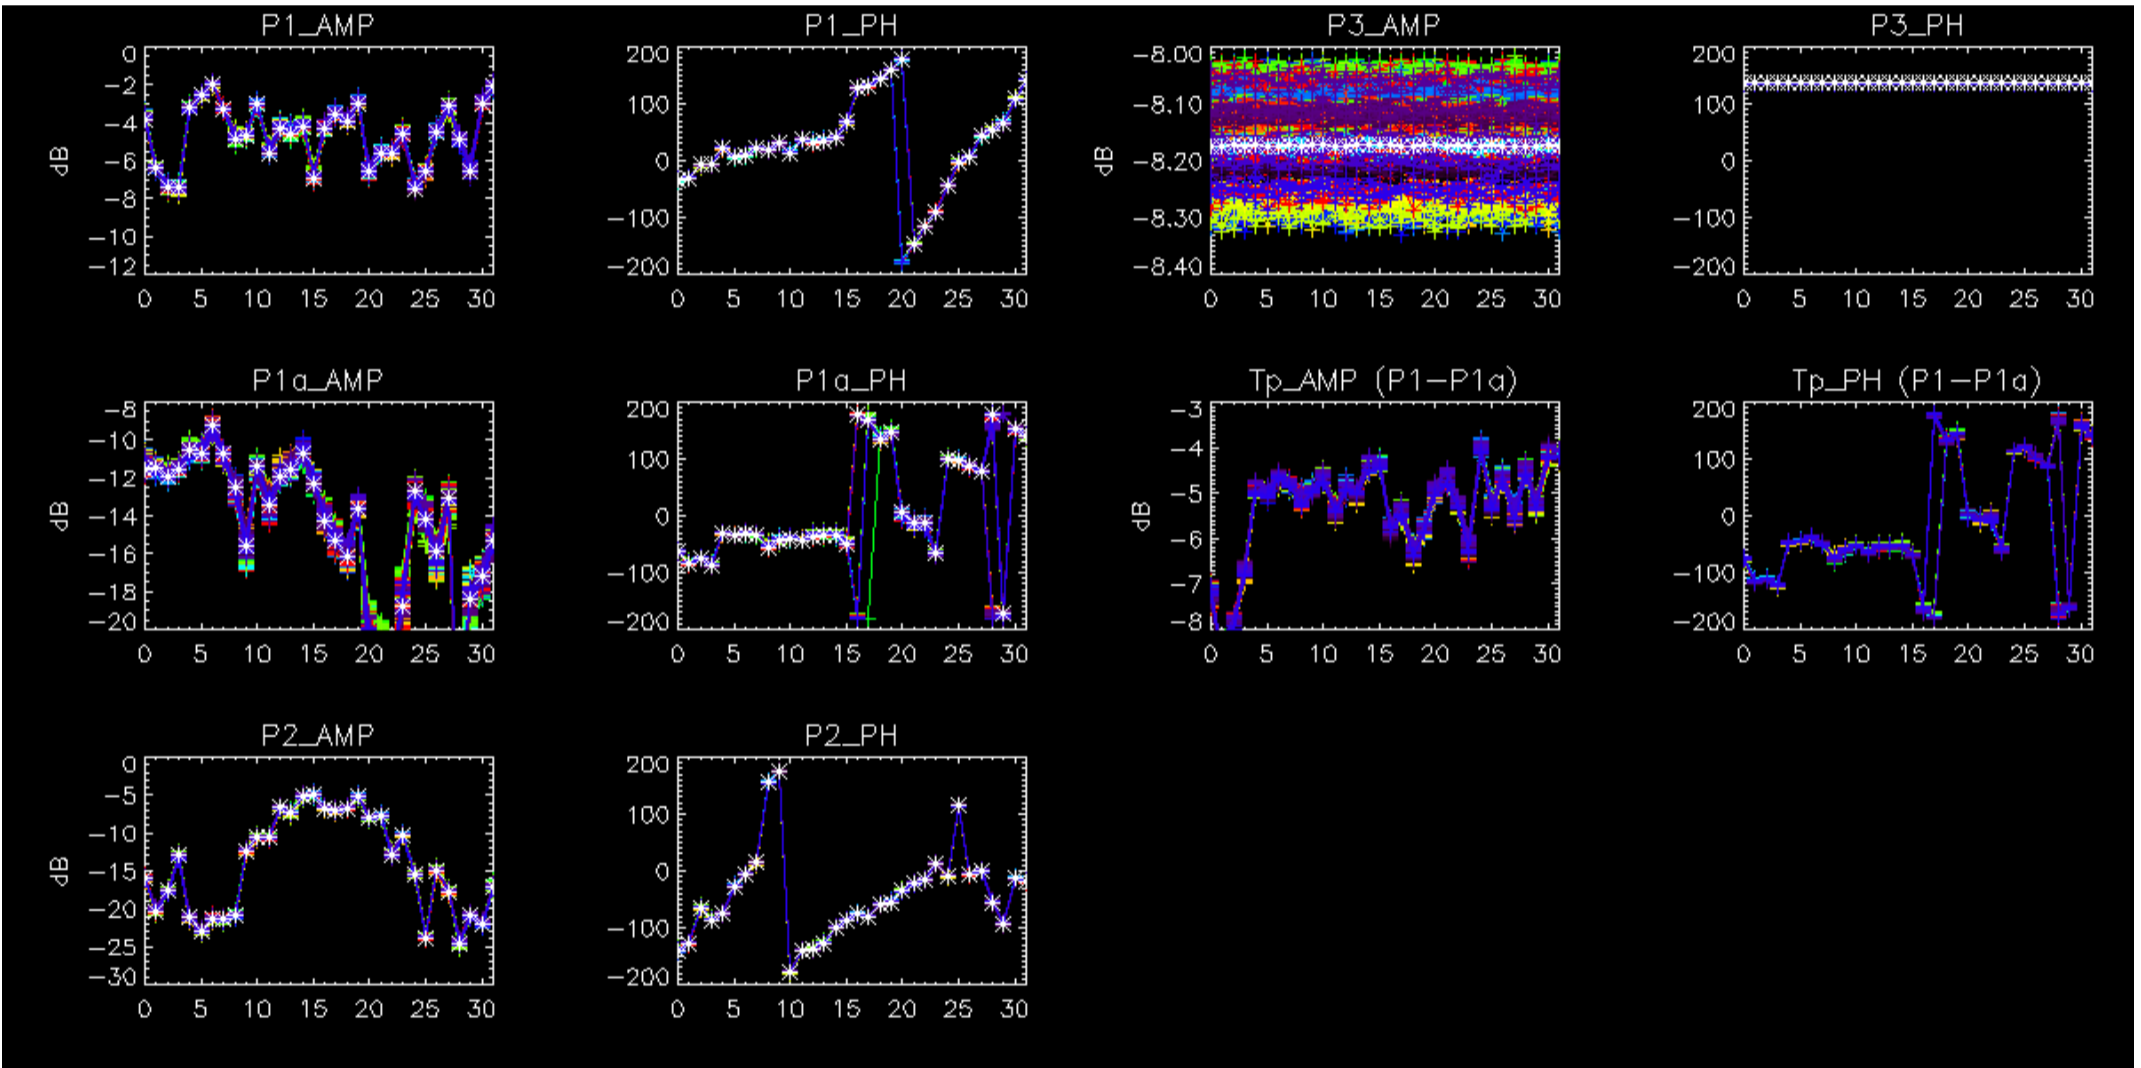 P1_AMP
0
-2
-4
-6
-8
-10
-12
dB
0 5 10 15 20 25 30
P1_PH
200
100
0
-100
-200
0 5 10 15 20 25 30
P3_AMP
-8.00
-8.10
-8.20
-8.30
-8.40
dB
0 5 10 15 20 25 30
P3_PH
200
100
0
-100
-200
0 5 10 15 20 25 30
P1a_AMP
-8
-10
-12
-14
-16
-18
-20
dB
0 5 10 15 20 25 30
P1a_PH
200
100
0
-100
-200
0 5 10 15 20 25 30
Tp_AMP (P1-P1a)
-3
-4
-5
-6
-7
-8
dB
0 5 10 15 20 25 30
Tp_PH (P1-P1a)
200
100
0
-100
-200
0 5 10 15 20 25 30
P2_AMP
0
-5
-10
-15
-20
-25
-30
dB
0 5 10 15 20 25 30
P2_PH
200
100
0
-100
-200
0 5 10 15 20 25 30